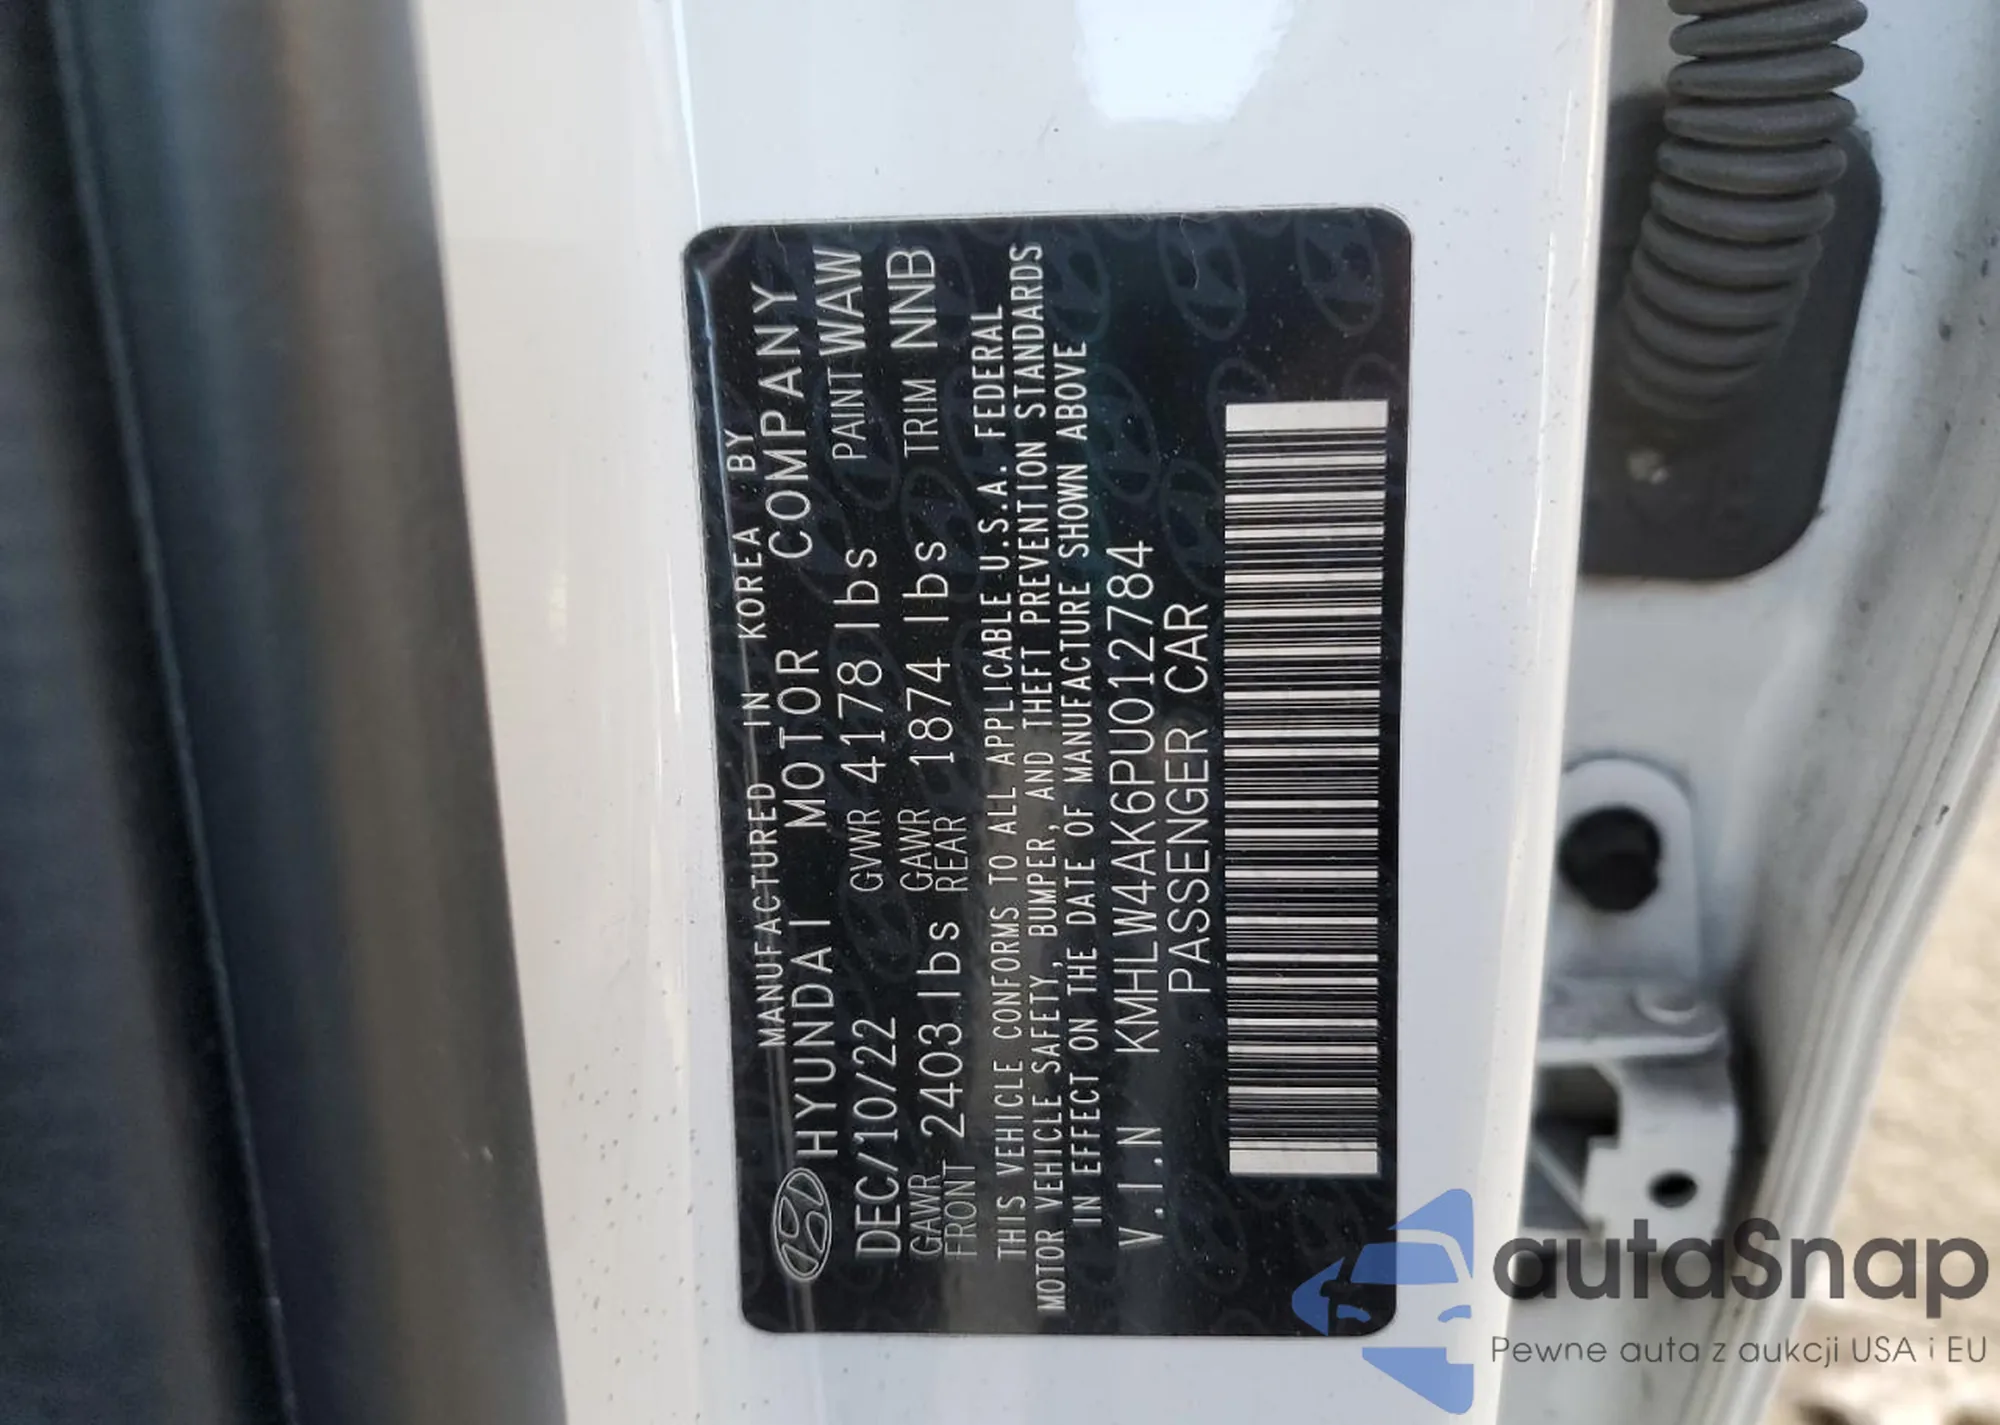 MANUFACTURED IN KOREA BY
HYUNDAI MOTOR COMPANY
DEC/10/22 GVWR 4178 lbs PAINT WAW
GAWR FRONT 2403 lbs GAWR REAR 1874 lbs TRIM NNB
THIS VEHICLE CONFORMS TO ALL APPLICABLE U.S.A. FEDERAL
MOTOR VEHICLE SAFETY, BUMPER, AND THEFT PREVENTION STANDARDS
IN EFFECT ON THE DATE OF MANUFACTURE SHOWN ABOVE
V.I.N KMHLW4AK6PU012784
PASSENGER CAR
autaSnap
Pewne auta z aukcji USA i EU